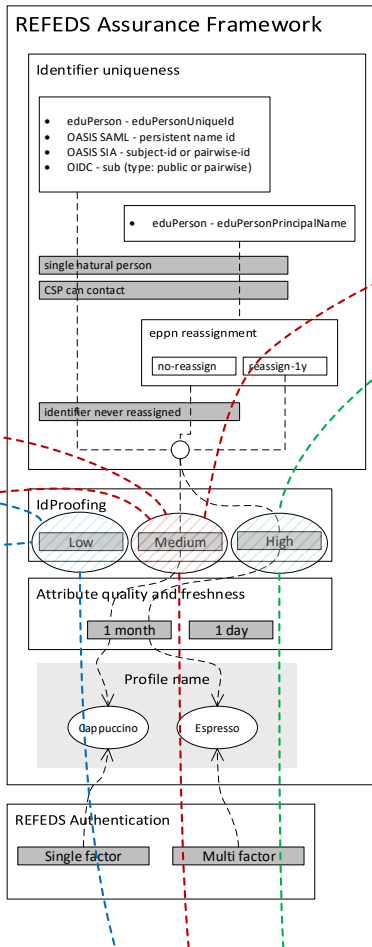 REFEDS Assurance Framework
Identifier uniqueness
• eduPerson - eduPersonUniqueId
• OASIS SAML - persistent name id
• OASIS SIA - subject-id or pairwise-id
• OIDC - sub (type: public or pairwise)
• eduPerson - eduPersonPrincipalName
single natural person
CSP can contact
eppn reassignment
no-reassign
reassign-1y
identifier never reassigned
IdProofing
Low
Medium
High
Attribute quality and freshness
1 month
1 day
Profile name
Cappuccino
Espresso
REFEDS Authentication
Single factor
Multi factor